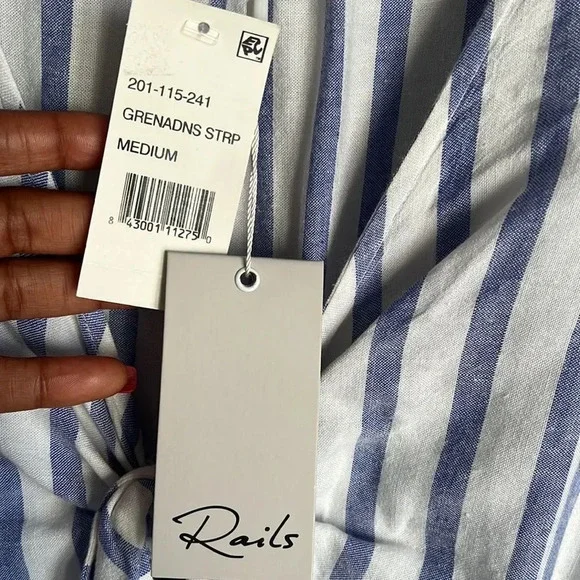 201-115-241
GRENADNS STRP
MEDIUM
8 43001 11275 0
Rails